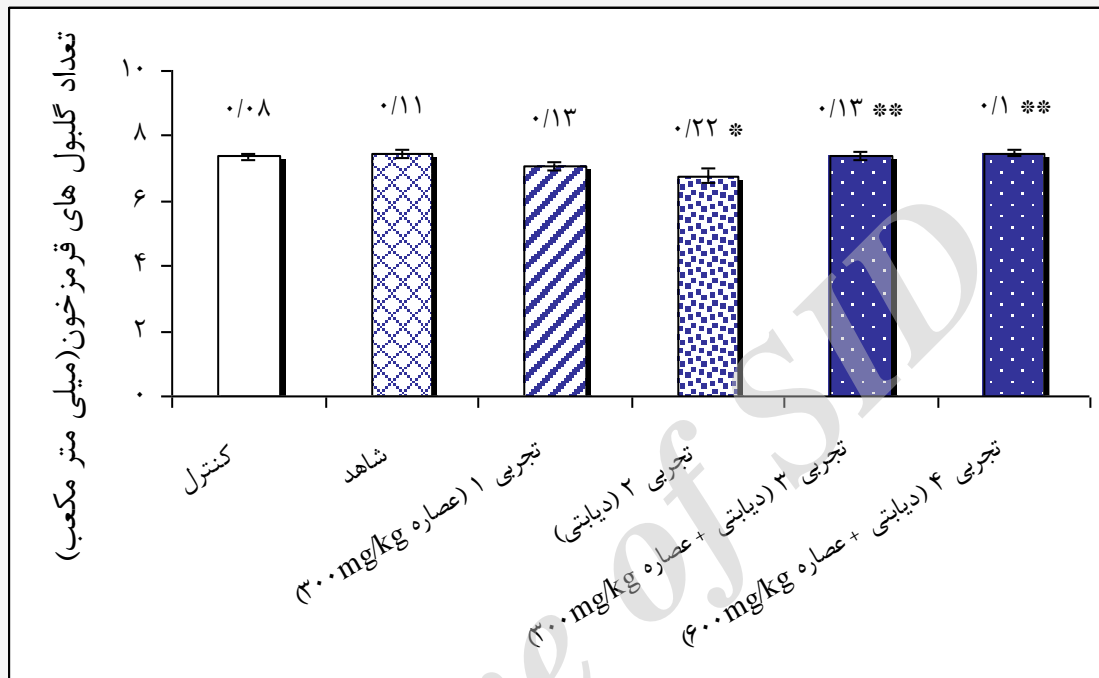 تعداد گلبول های قرمزخون(میلی متر مکعب)
۱۰
۸
۶
۴
۲
۰
۰/۰۸
۰/۱۱
۰/۱۳
۰/۲۲ *
۰/۱۳ **
۰/۱ **
کنترل
شاهد
تجربی ۱ (عصاره ۳۰۰mg/kg)
تجربی ۲ (دیابتی)
تجربی ۳ (دیابتی + عصاره ۳۰۰mg/kg)
تجربی ۴ (دیابتی + عصاره ۶۰۰mg/kg)
of SID